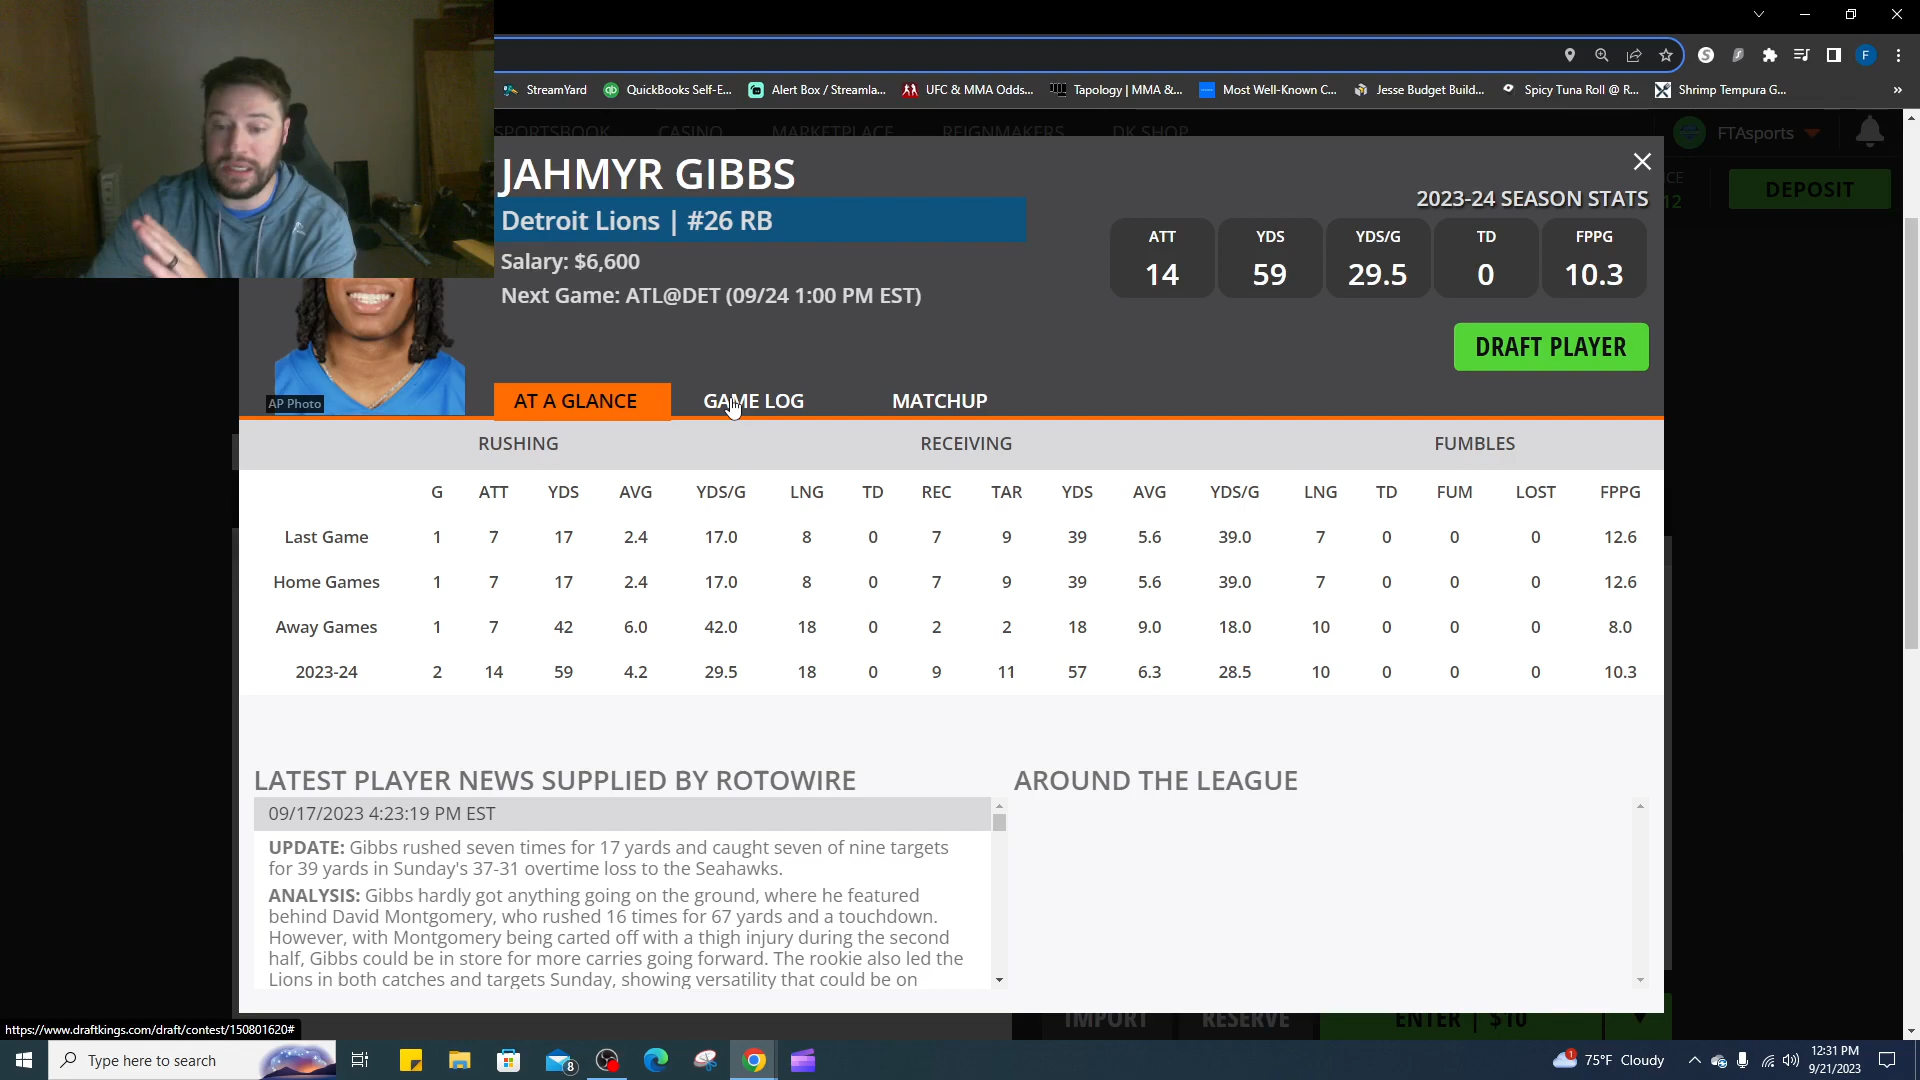 StreamYard
QuickBooks Self-E...
Alert Box / Streamla...
UFC & MMA Odds...
Tapology | MMA &...
Most Well-Known C...
Jesse Budget Build...
Spicy Tuna Roll @ R...
Shrimp Tempura G...
»
F
SPORTSBOOK CASINO MARKETPLACE REIGNMAKERS DK SHOP
FTAsports
DEPOSIT
JAHMYR GIBBS
Detroit Lions | #26 RB
Salary: $6,600
Next Game: ATL@DET (09/24 1:00 PM EST)
2023-24 SEASON STATS
ATT YDS YDS/G TD FPPG
14 59 29.5 0 10.3
DRAFT PLAYER
AP Photo
AT A GLANCE GAME LOG MATCHUP
RUSHING RECEIVING FUMBLES
G ATT YDS AVG YDS/G LNG TD REC TAR YDS AVG YDS/G LNG TD FUM LOST FPPG
Last Game 1 7 17 2.4 17.0 8 0 7 9 39 5.6 39.0 7 0 0 0 12.6
Home Games 1 7 17 2.4 17.0 8 0 7 9 39 5.6 39.0 7 0 0 0 12.6
Away Games 1 7 42 6.0 42.0 18 0 2 2 18 9.0 18.0 10 0 0 0 8.0
2023-24 2 14 59 4.2 29.5 18 0 9 11 57 6.3 28.5 10 0 0 0 10.3
LATEST PLAYER NEWS SUPPLIED BY ROTOWIRE
09/17/2023 4:23:19 PM EST
UPDATE: Gibbs rushed seven times for 17 yards and caught seven of nine targets
for 39 yards in Sunday's 37-31 overtime loss to the Seahawks.
ANALYSIS: Gibbs hardly got anything going on the ground, where he featured
behind David Montgomery, who rushed 16 times for 67 yards and a touchdown.
However, with Montgomery being carted off with a thigh injury during the second
half, Gibbs could be in store for more carries going forward. The rookie also led the
Lions in both catches and targets Sunday, showing versatility that could be on
AROUND THE LEAGUE
IMPORT RESERVE ENTER | $10
https://www.draftkings.com/draft/contest/150801620#
Type here to search
8
1
75°F Cloudy
12:31 PM
9/21/2023